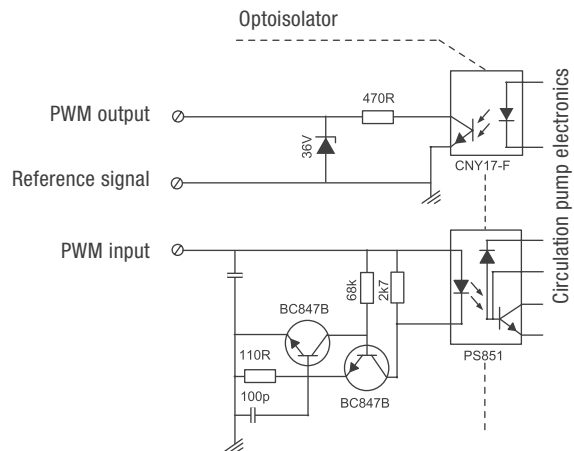 Optoisolator
PWM output
470R
36V
Reference signal
CNY17-F
Circulation pump electronics
PWM input
68k
2k7
BC847B
110R
100p
BC847B
PS851